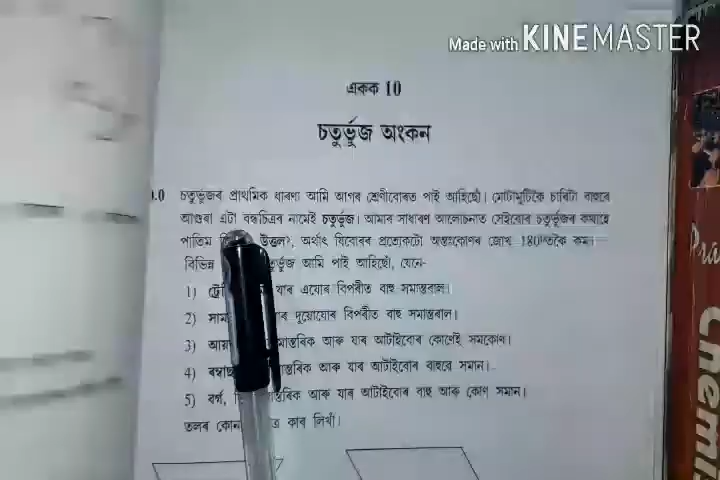 Made with KINEMASTER
একক 10
চতুৰ্ভুজ অংকন
.0 চতুৰ্ভুজৰ প্ৰাথমিক ধাৰণা আমি আগৰ শ্ৰেণীবোৰত পাই আহিছোঁ। মোটামুটিকৈ চাৰিটা বাহুৰে
আগুৰা এটা বদ্ধচিত্ৰৰ নামেই চতুৰ্ভুজ। আমাৰ সাধাৰণ আলোচনাত সেইবোৰ চতুৰ্ভুজৰ কথাহে
পাতিম উত্তল?, অৰ্থাৎ যিবোৰৰ প্ৰত্যেকটো অন্তঃকোণৰ জোখ 180°তকৈ কম।
বিভিন্ন আমি পাই আহিছোঁ, যেনে-
1) যাৰ এযোৰ বিপৰীত বাহু সমান্তৰাল।
2) দুয়োযোৰ বিপৰীত বাহু সমান্তৰাল।
3) আৰু যাৰ আটাইবোৰ কোণেই সমকোণ।
4) আৰু যাৰ আটাইবোৰ বাহুৱে সমান।
5) বৰ্গ, আৰু যাৰ আটাইবোৰ বাহু আৰু কোণ সমান।
তলৰ কাৰ লিখাঁ।
Chemis